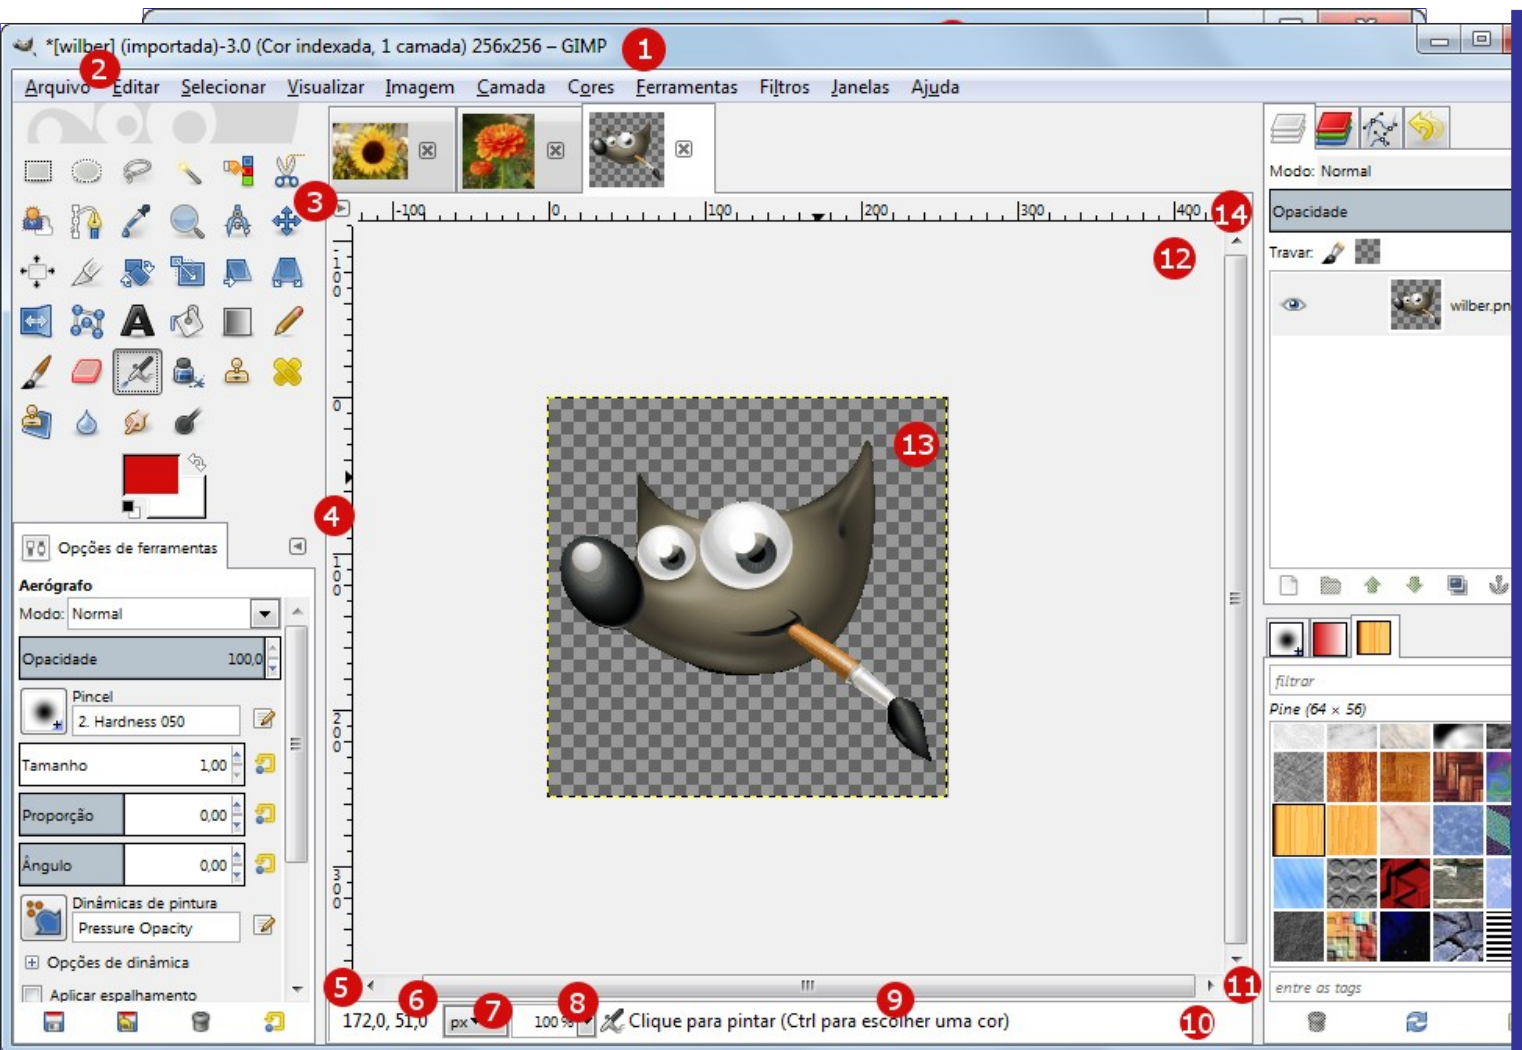 *[wilber] (importada)-3.0 (Cor indexada, 1 camada) 256x256 – GIMP
1
2
Arquivo Editar Selecionar Visualizar Imagem Camada Cores Ferramentas Filtros Janelas Ajuda
3
-100 0 100 200 300 400
14
12
-100
0
13
4
100
200
300
Opções de ferramentas
Aerógrafo
Modo: Normal
Opacidade 100,0
Pincel
2. Hardness 050
Tamanho 1,00
Proporção 0,00
Ângulo 0,00
Dinâmicas de pintura
Pressure Opacity
Opções de dinâmica
Aplicar espalhamento
5
6
7
8
9
10
11
172,0, 51,0 px 100 % Clique para pintar (Ctrl para escolher uma cor)
Modo: Normal
Opacidade
Travar:
wilber.pn
filtrar
Pine (64 × 56)
entre as tags